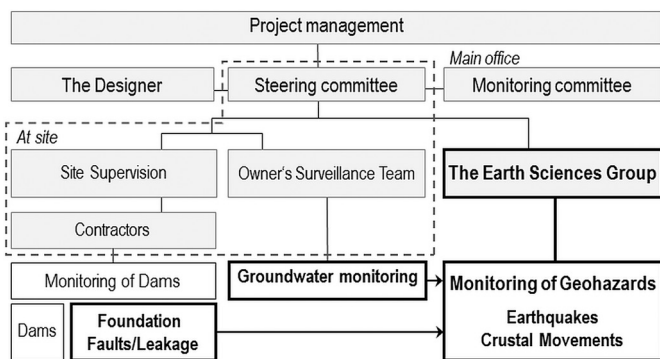 Project management
Main office
The Designer
Steering committee
Monitoring committee
At site
Site Supervision
Owner's Surveillance Team
The Earth Sciences Group
Contractors
Monitoring of Dams
Groundwater monitoring
Monitoring of Geohazards
Earthquakes
Crustal Movements
Dams
Foundation
Faults/Leakage